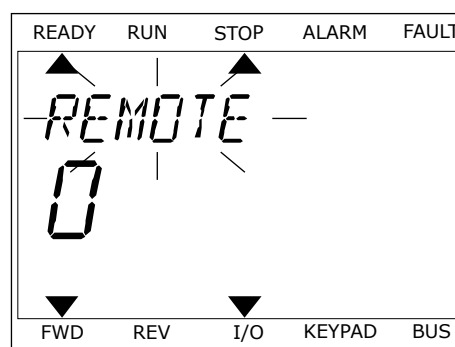 READY RUN STOP ALARM FAULT
REMOTE
0
FWD REV I/O KEYPAD BUS